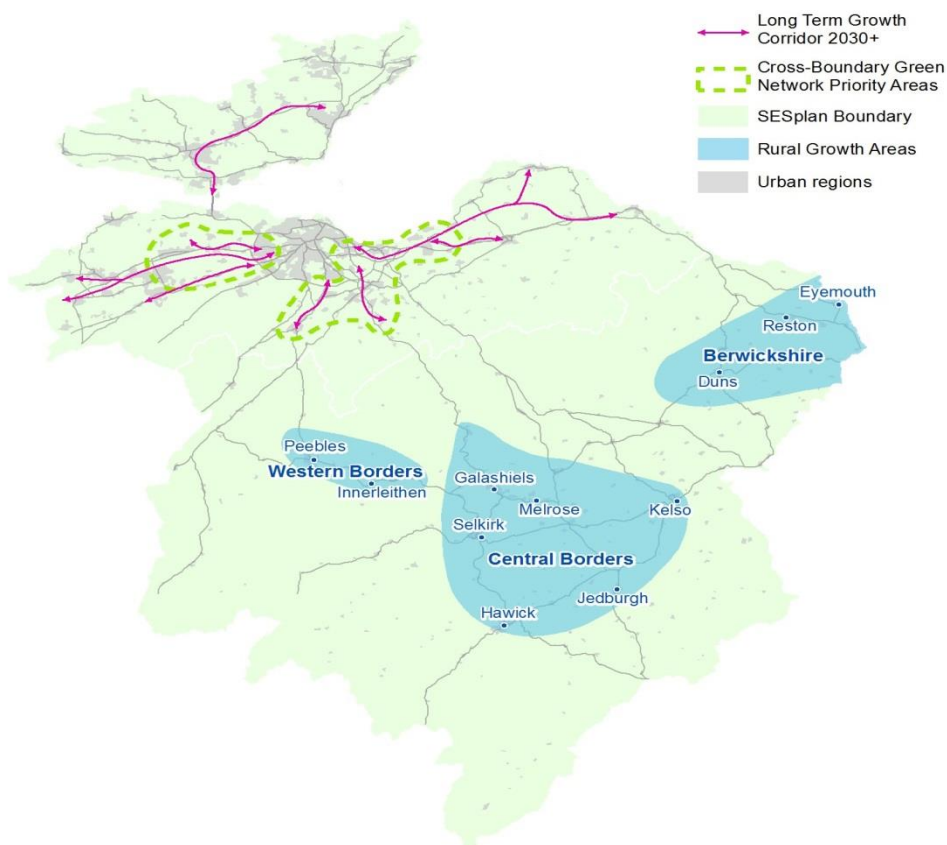 Long Term Growth
Corridor 2030+
Cross-Boundary Green
Network Priority Areas
SESplan Boundary
Rural Growth Areas
Urban regions
Eyemouth
Reston
Berwickshire
Duns
Peebles
Western Borders
Innerleithen
Galashiels
Melrose
Kelso
Selkirk
Central Borders
Jedburgh
Hawick